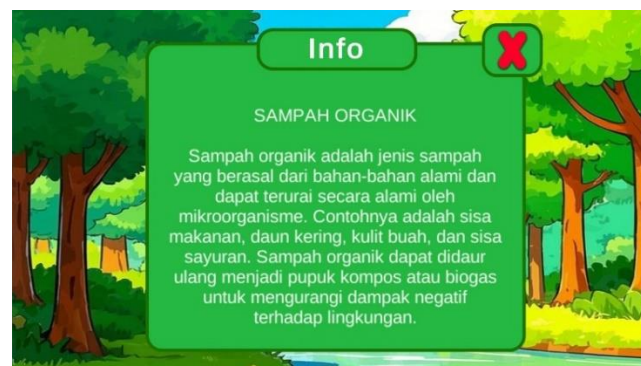 Info
X
SAMPAH ORGANIK
Sampah organik adalah jenis sampah
yang berasal dari bahan-bahan alami dan
dapat terurai secara alami oleh
mikroorganisme. Contohnya adalah sisa
makanan, daun kering, kulit buah, dan sisa
sayuran. Sampah organik dapat didaur
ulang menjadi pupuk kompos atau biogas
untuk mengurangi dampak negatif
terhadap lingkungan.